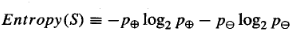 Entropy(S) ≡ −p⊕ log₂ p⊕ − p⊖ log₂ p⊖